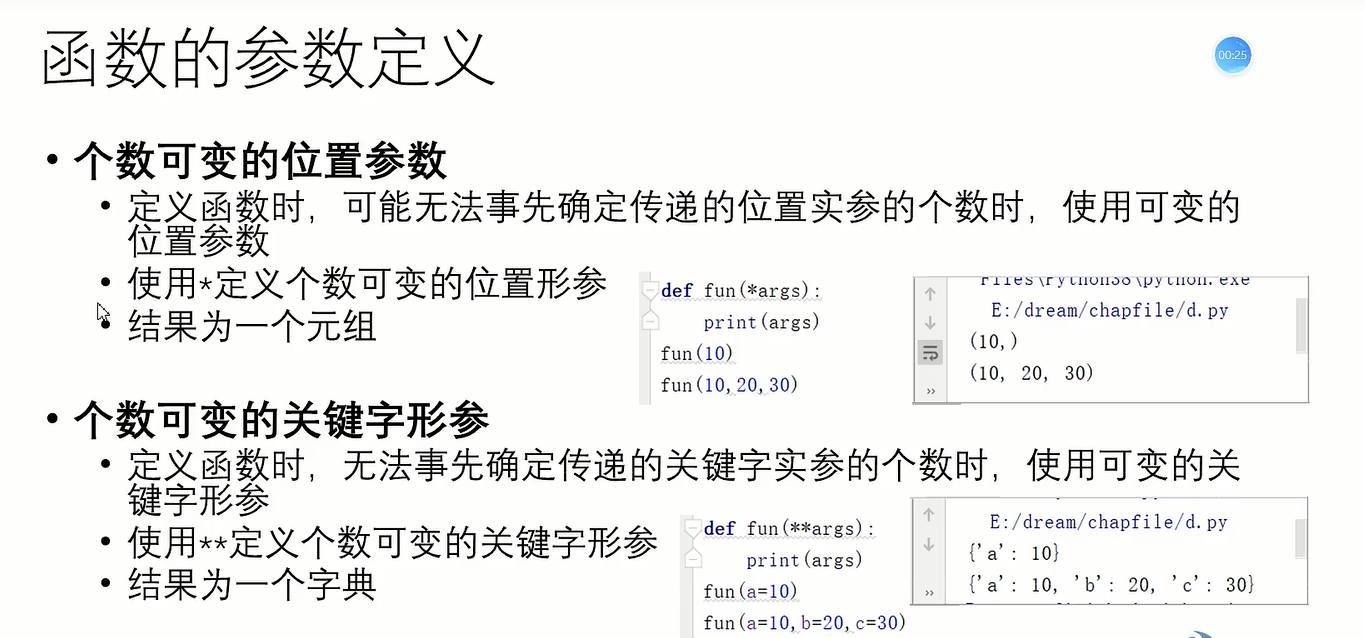 函数的参数定义
00:25
• 个数可变的位置参数
• 定义函数时，可能无法事先确定传递的位置实参的个数时，使用可变的
位置参数
• 使用*定义个数可变的位置形参
• 结果为一个元组
def fun(*args):
print(args)
fun(10)
fun(10,20,30)
Files\Python38\python.exe
E:/dream/chapfile/d.py
(10,)
(10, 20, 30)
• 个数可变的关键字形参
• 定义函数时，无法事先确定传递的关键字实参的个数时，使用可变的关
键字形参
• 使用**定义个数可变的关键字形参
• 结果为一个字典
def fun(**args):
print(args)
fun(a=10)
fun(a=10,b=20,c=30)
E:/dream/chapfile/d.py
{'a': 10}
{'a': 10, 'b': 20, 'c': 30}